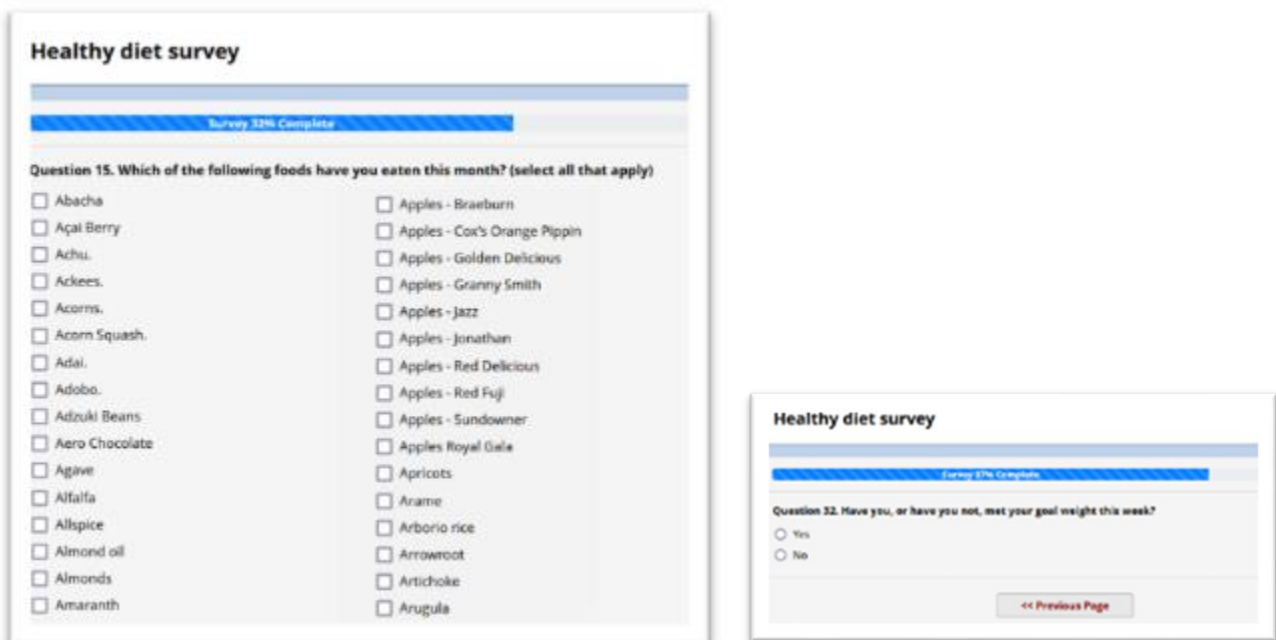 Healthy diet survey
Survey 32% Complete
Question 15. Which of the following foods have you eaten this month? (select all that apply)
Abacha
Açai Berry
Achu.
Ackees.
Acorns.
Acorn Squash.
Adai.
Adobo.
Adzuki Beans
Aero Chocolate
Agave
Alfalfa
Allspice
Almond oil
Almonds
Amaranth
Apples - Braeburn
Apples - Cox's Orange Pippin
Apples - Golden Delicious
Apples - Granny Smith
Apples - Jazz
Apples - Jonathan
Apples - Red Delicious
Apples - Red Fuji
Apples - Sundowner
Apples Royal Gala
Apricots
Arame
Arborio rice
Arrowroot
Artichoke
Arugula
Healthy diet survey
Survey Complete
Question 32. Have you, or have you not, met your goal weight this week?
Yes
No
<< Previous Page